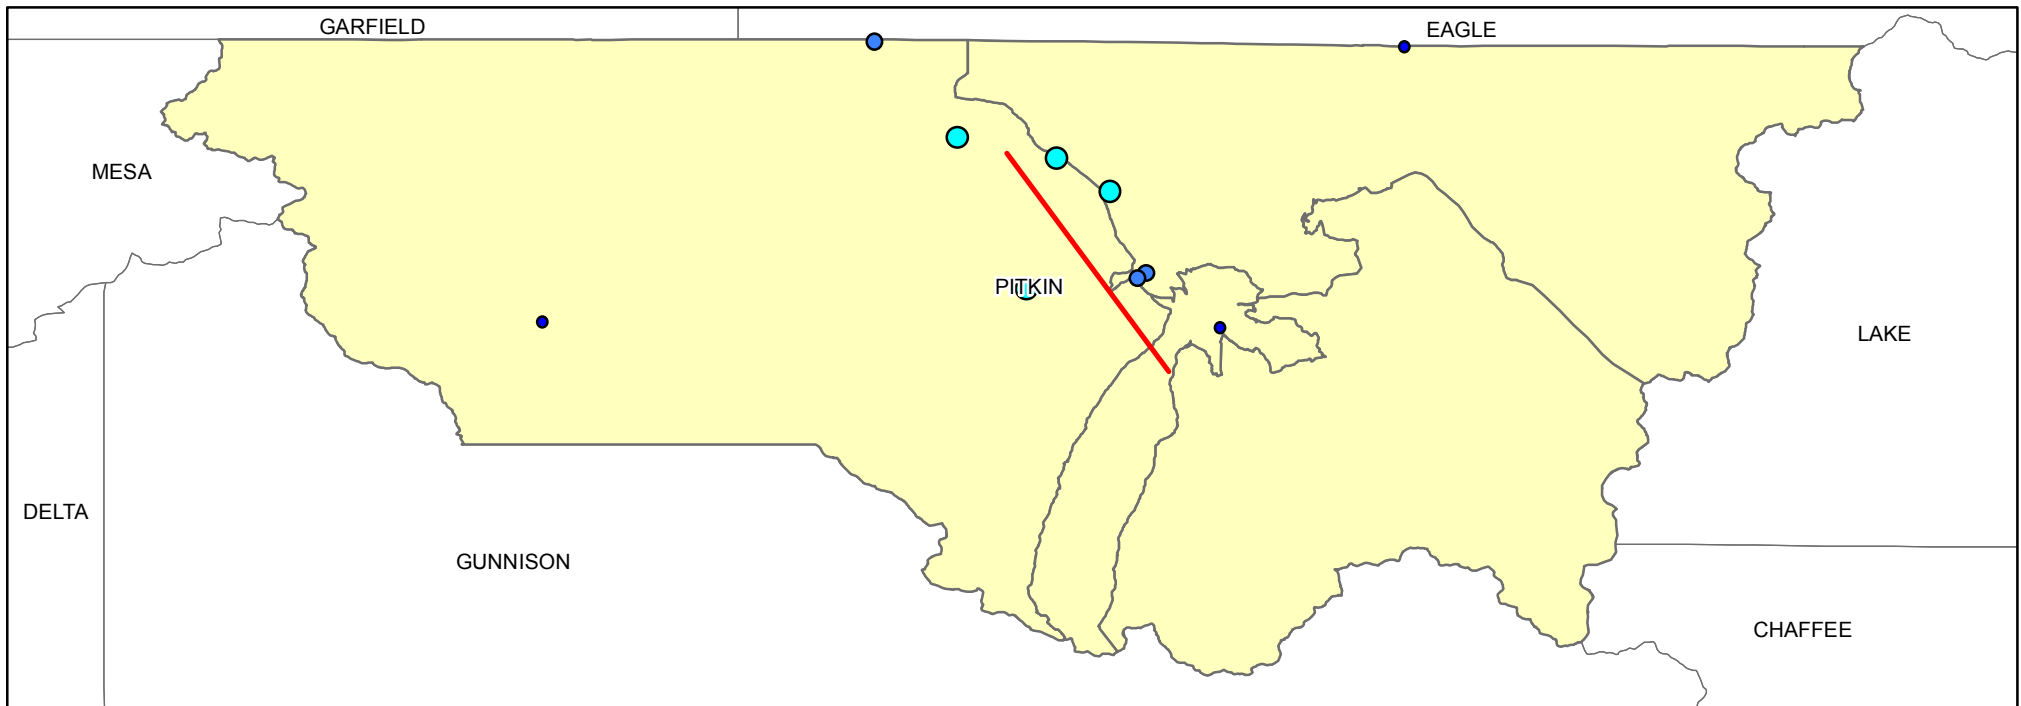 GARFIELD
EAGLE
MESA
PITKIN
LAKE
DELTA
GUNNISON
CHAFFEE